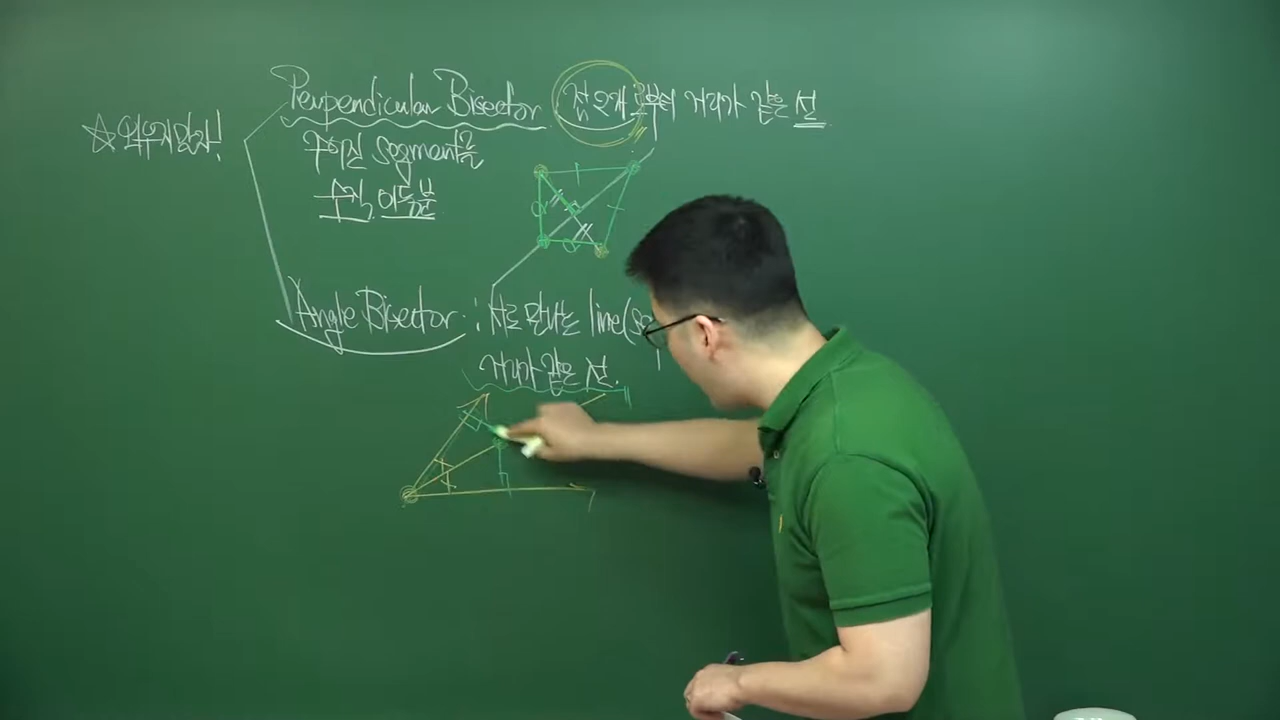 ☆ 외우지 말자!
Perpendicular Bisector 점 2개로부터 거리가 같은 선
주어진 segment를
수직 이등분
Angle Bisector : 서로 만나는 line(se
거리가 같은 선.